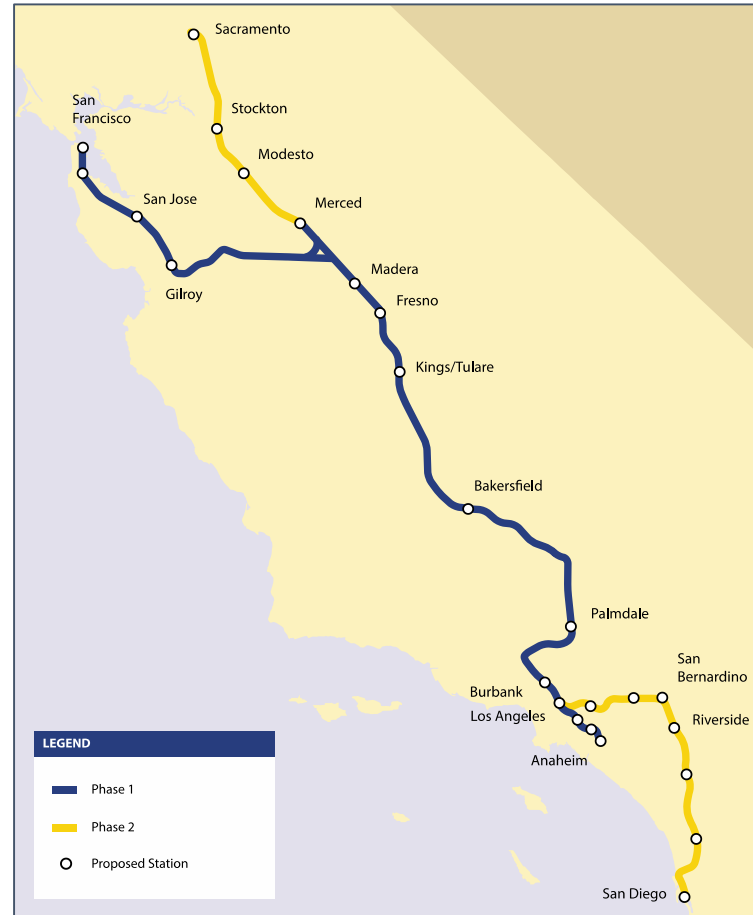 Sacramento
San
Francisco
Stockton
Modesto
San Jose
Merced
Gilroy
Madera
Fresno
Kings/Tulare
Bakersfield
Palmdale
San
Bernardino
Burbank
Los Angeles
Riverside
Anaheim
San Diego
LEGEND
Phase 1
Phase 2
Proposed Station